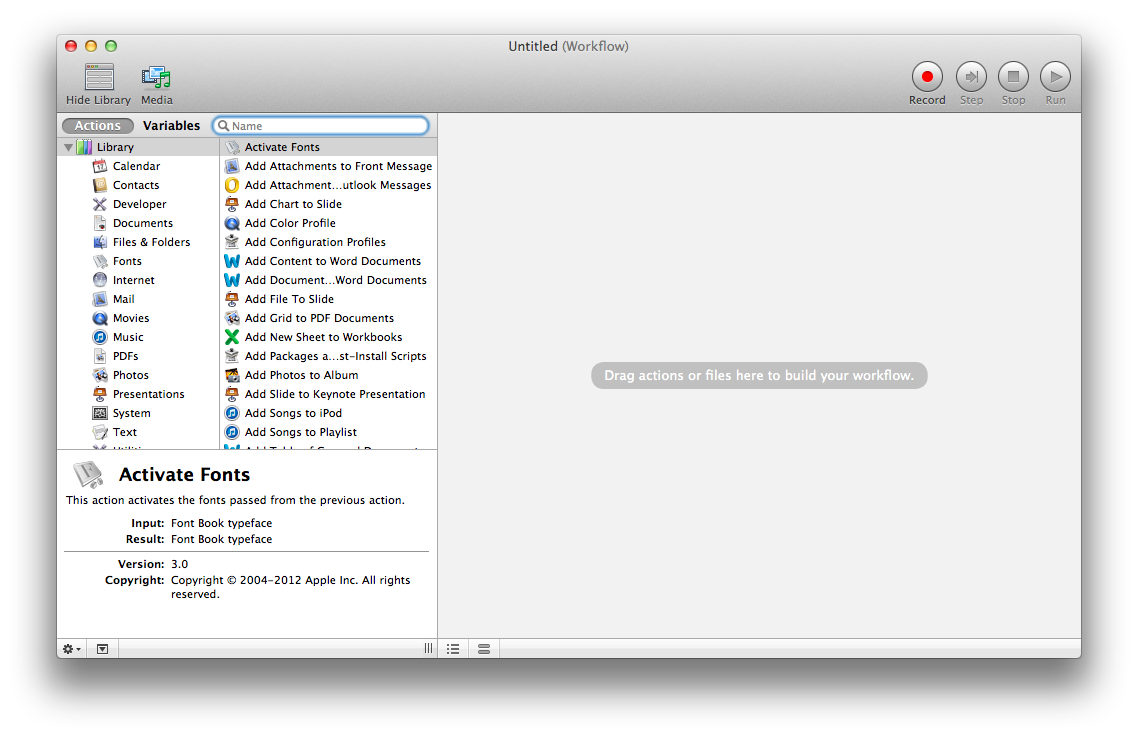 Untitled (Workflow)
Hide Library
Media
Record
Step
Stop
Run
Actions
Variables
Name
Library
Calendar
Contacts
Developer
Documents
Files & Folders
Fonts
Internet
Mail
Movies
Music
PDFs
Photos
Presentations
System
Text
Activate Fonts
Add Attachments to Front Message
Add Attachment...utlook Messages
Add Chart to Slide
Add Color Profile
Add Configuration Profiles
Add Content to Word Documents
Add Document...Word Documents
Add File To Slide
Add Grid to PDF Documents
Add New Sheet to Workbooks
Add Packages a...st-Install Scripts
Add Photos to Album
Add Slide to Keynote Presentation
Add Songs to iPod
Add Songs to Playlist
Drag actions or files here to build your workflow.
Activate Fonts
This action activates the fonts passed from the previous action.
Input: Font Book typeface
Result: Font Book typeface
Version: 3.0
Copyright: Copyright © 2004-2012 Apple Inc. All rights
reserved.